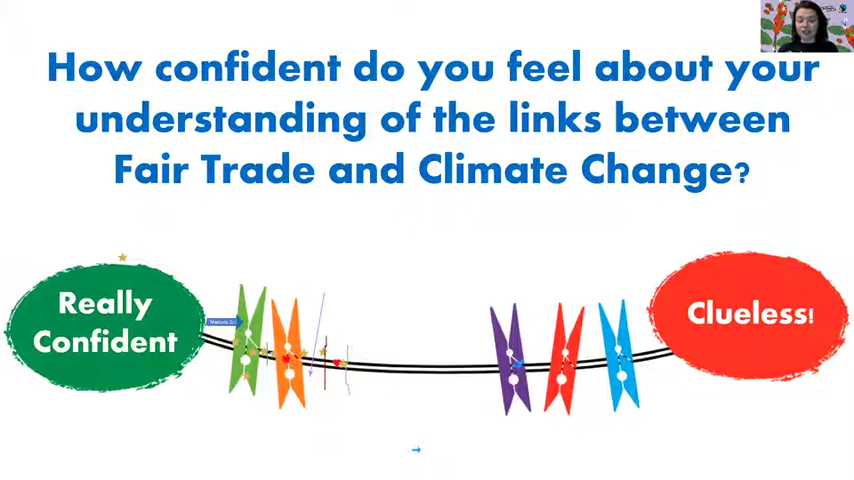 How confident do you feel about your
understanding of the links between
Fair Trade and Climate Change?
Really
Confident
Clueless!